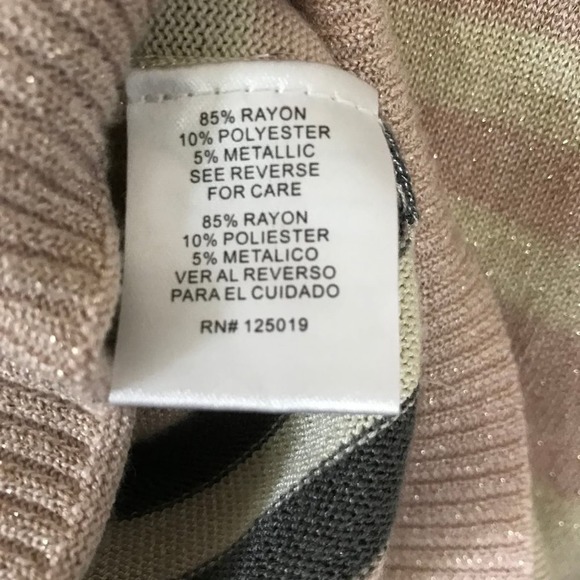 85% RAYON
10% POLYESTER
5% METALLIC
SEE REVERSE
FOR CARE
85% RAYON
10% POLIESTER
5% METALICO
VER AL REVERSO
PARA EL CUIDADO
RN# 125019